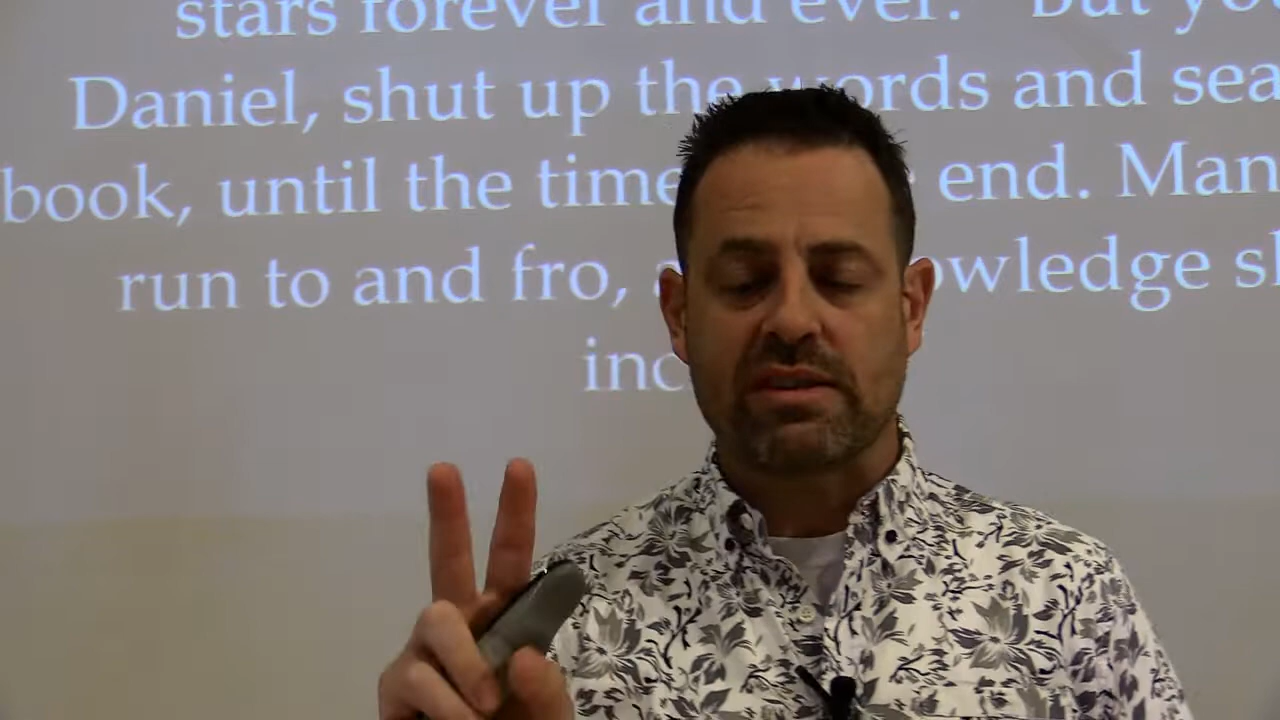 stars forever and ever. But you
Daniel, shut up the words and sea
book, until the time end. Man
run to and fro, owledge sh
inc